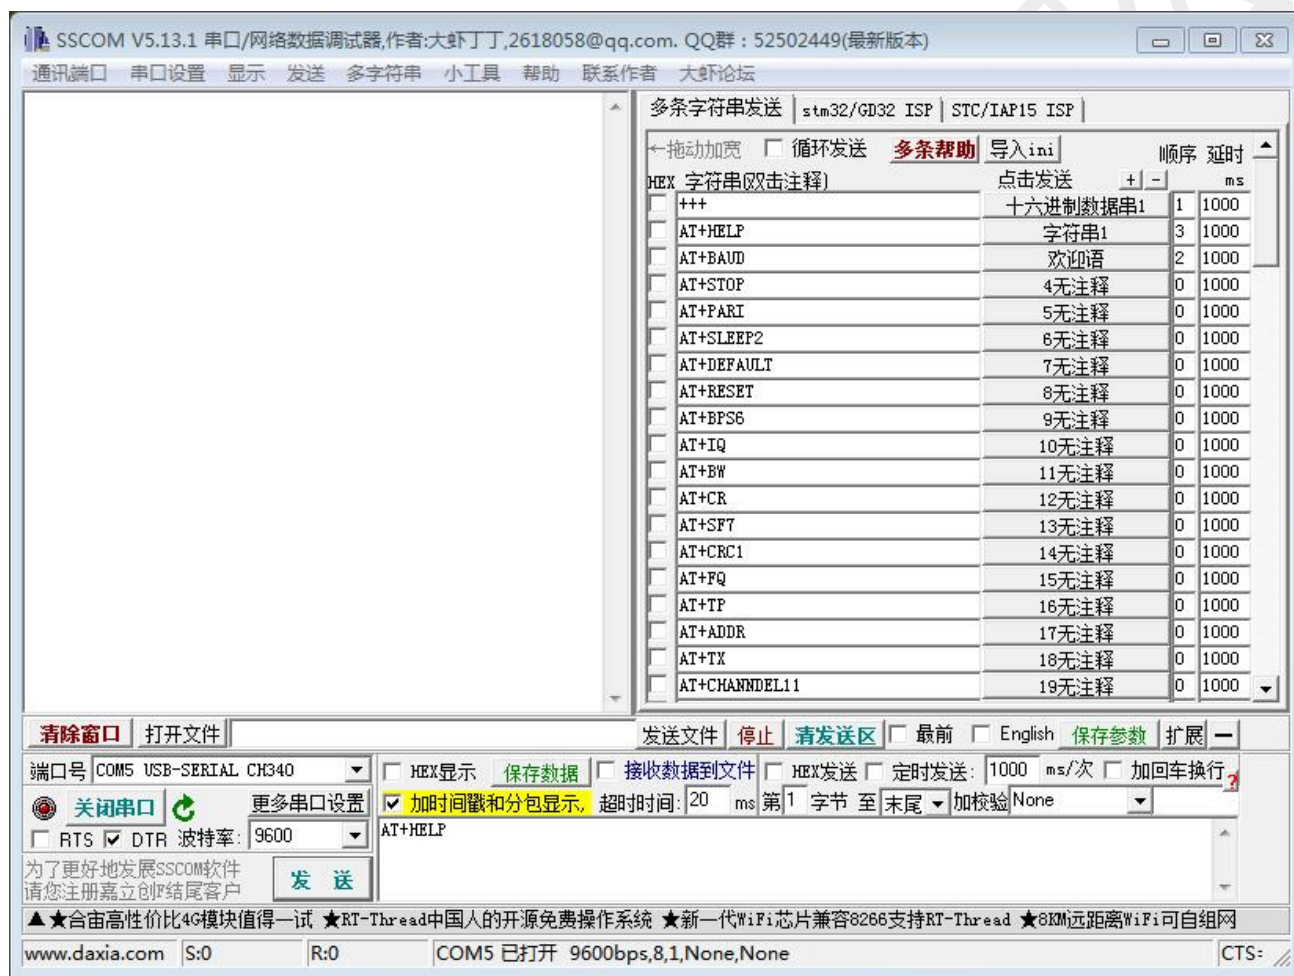 SSCOM V5.13.1 串口/网络数据调试器,作者:大虾丁丁,2618058@qq.com. QQ群：52502449(最新版本)
通讯端口 串口设置 显示 发送 多字符串 小工具 帮助 联系作者 大虾论坛
多条字符串发送 stm32/GD32 ISP STC/IAP15 ISP
←拖动加宽 循环发送 多条帮助 导入ini 顺序 延时
HEX 字符串(双击注释) 点击发送 + - ms
+++ 十六进制数据串1 1 1000
AT+HELP 字符串1 3 1000
AT+BAUD 欢迎语 2 1000
AT+STOP 4无注释 0 1000
AT+PARI 5无注释 0 1000
AT+SLEEP2 6无注释 0 1000
AT+DEFAULT 7无注释 0 1000
AT+RESET 8无注释 0 1000
AT+BPS6 9无注释 0 1000
AT+IQ 10无注释 0 1000
AT+BW 11无注释 0 1000
AT+CR 12无注释 0 1000
AT+SF7 13无注释 0 1000
AT+CRC1 14无注释 0 1000
AT+FQ 15无注释 0 1000
AT+TP 16无注释 0 1000
AT+ADDR 17无注释 0 1000
AT+TX 18无注释 0 1000
AT+CHANNDEL11 19无注释 0 1000
清除窗口 打开文件 发送文件 停止 清发送区 最前 English 保存参数 扩展 —
端口号 COM5 USB-SERIAL CH340 HEX显示 保存数据 接收数据到文件 HEX发送 定时发送: 1000 ms/次 加回车换行 ?
关闭串口 更多串口设置 加时间戳和分包显示, 超时时间: 20 ms 第1 字节 至 末尾 加校验 None
RTS DTR 波特率: 9600 AT+HELP
为了更好地发展SSCOM软件
请您注册嘉立创F结尾客户 发 送
▲★合宙高性价比4G模块值得一试 ★RT-Thread中国人的开源免费操作系统 ★新一代WiFi芯片兼容8266支持RT-Thread ★8KM远距离WiFi可自组网
www.daxia.com S:0 R:0 COM5 已打开 9600bps,8,1,None,None CTS=